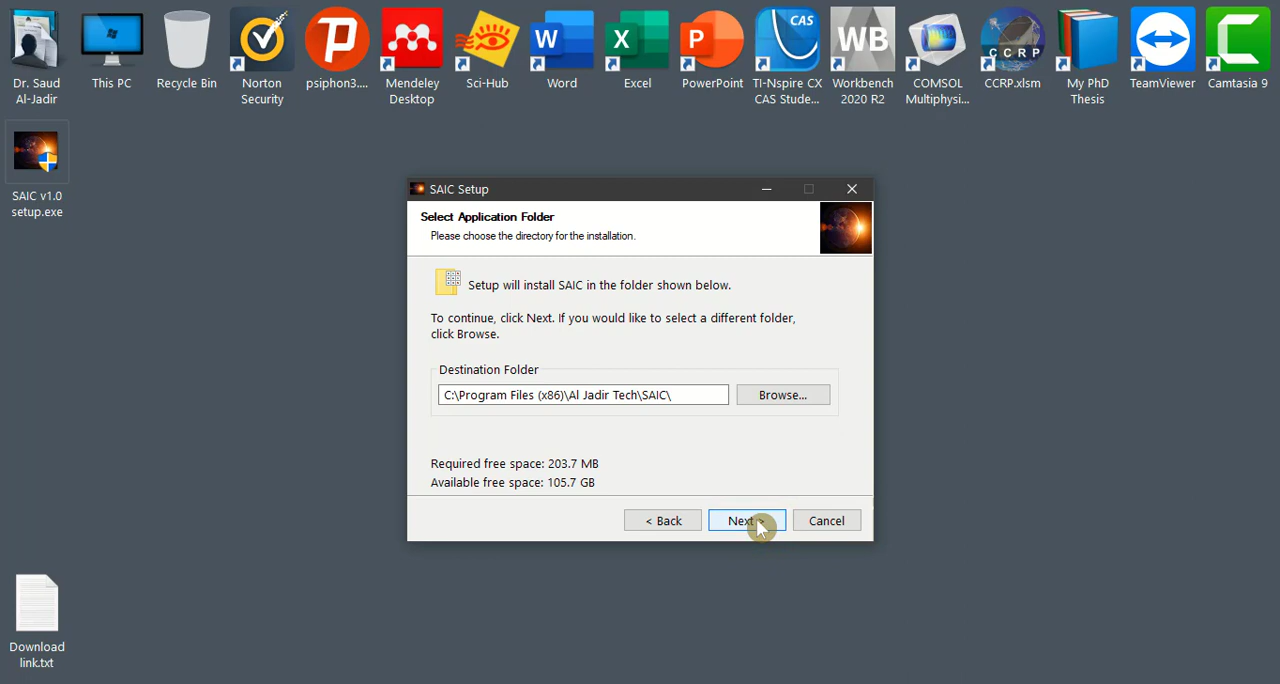 Dr. Saud
Al-Jadir
This PC
Recycle Bin
Norton
Security
psiphon3....
Mendeley
Desktop
Sci-Hub
W
Word
X
Excel
P
PowerPoint
CAS
TI-Nspire CX
CAS Stude...
WB
Workbench
2020 R2
COMSOL
Multiphysi...
CCRP
CCRP.xlsm
My PhD
Thesis
TeamViewer
Camtasia 9
SAIC v1.0
setup.exe
SAIC Setup
Select Application Folder
Please choose the directory for the installation.
Setup will install SAIC in the folder shown below.
To continue, click Next. If you would like to select a different folder,
click Browse.
Destination Folder
C:\Program Files (x86)\Al Jadir Tech\SAIC\
Browse...
Required free space: 203.7 MB
Available free space: 105.7 GB
< Back
Next >
Cancel
Download
link.txt